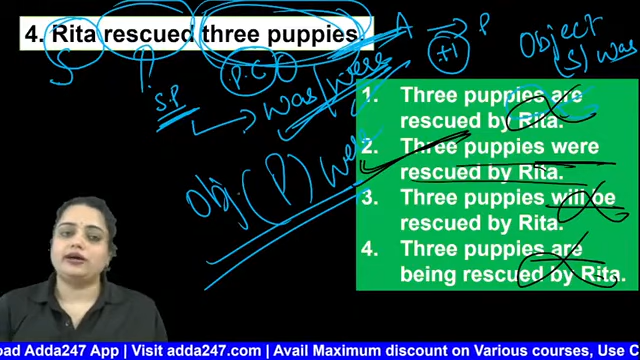 4. Rita rescued three puppies.
S
S.P
P.C
was/were
A → P
+1
Object
(S) was
Obj. (P) were
1. Three puppies are
rescued by Rita.
2. Three puppies were
rescued by Rita.
3. Three puppies will be
rescued by Rita.
4. Three puppies are
being rescued by Rita.
oad Adda247 App | Visit adda247.com | | Avail Maximum discount on Various courses, Use C